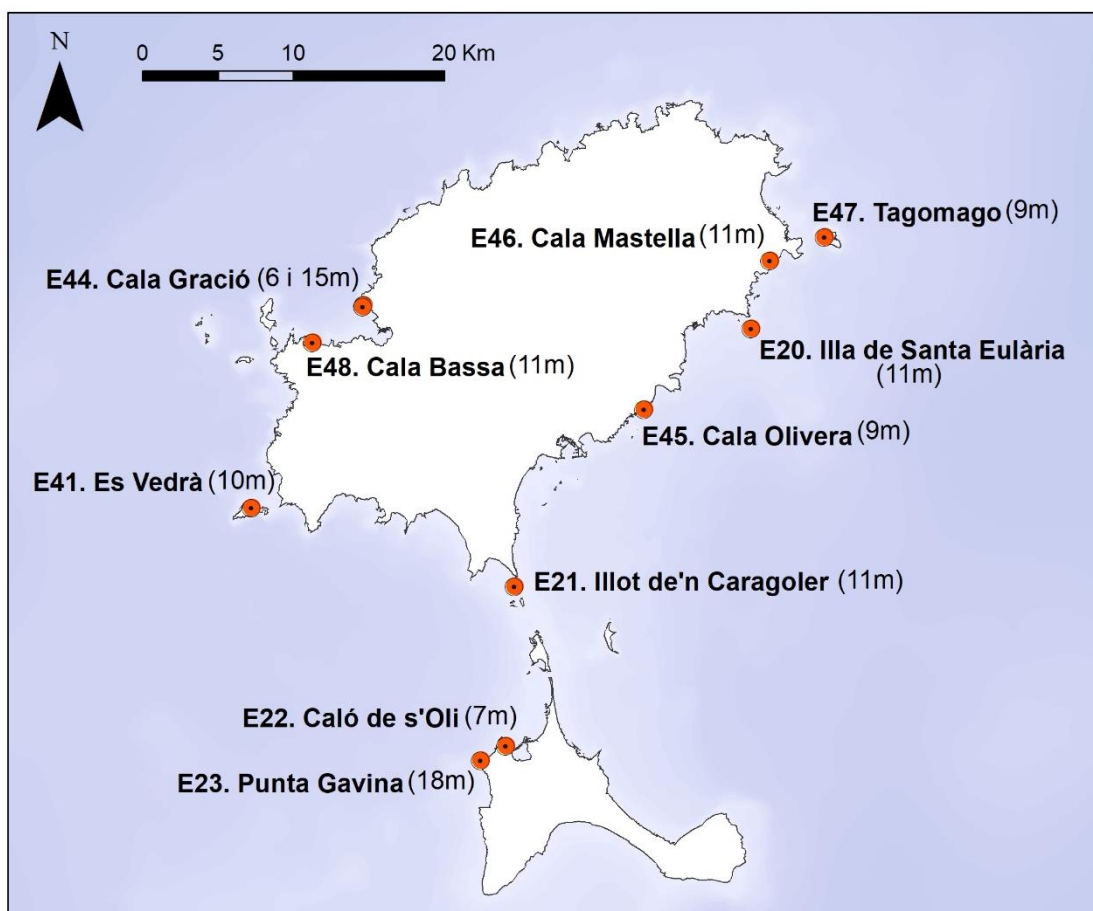 N
0 5 10 20 Km
E47. Tagomago (9m)
E46. Cala Mastella (11m)
E44. Cala Gració (6 i 15m)
E20. Illa de Santa Eulària
(11m)
E48. Cala Bassa (11m)
E45. Cala Olivera (9m)
E41. Es Vedrà (10m)
E21. Illot de'n Caragoler (11m)
E22. Caló de s'Oli (7m)
E23. Punta Gavina (18m)